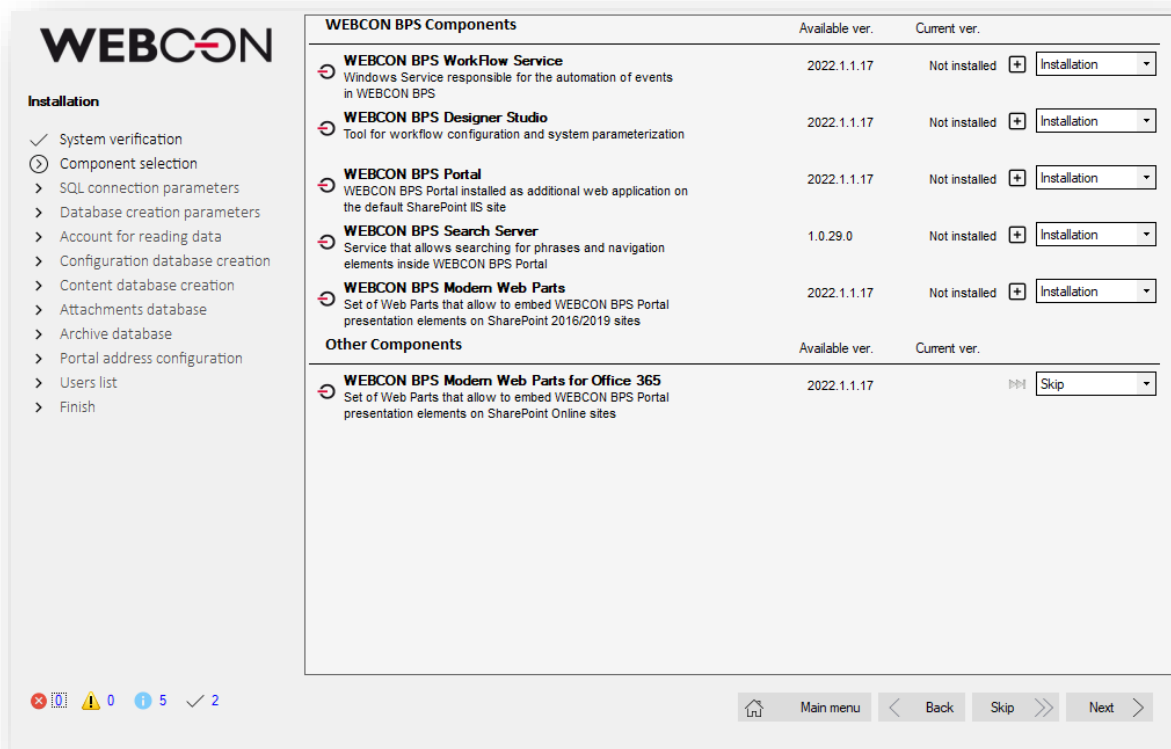 WEBCON
Installation
System verification
Component selection
SQL connection parameters
Database creation parameters
Account for reading data
Configuration database creation
Content database creation
Attachments database
Archive database
Portal address configuration
Users list
Finish
WEBCON BPS Components Available ver. Current ver.
WEBCON BPS WorkFlow Service
Windows Service responsible for the automation of events
in WEBCON BPS
2022.1.1.17 Not installed Installation
WEBCON BPS Designer Studio
Tool for workflow configuration and system parameterization
2022.1.1.17 Not installed Installation
WEBCON BPS Portal
WEBCON BPS Portal installed as additional web application on
the default SharePoint IIS site
2022.1.1.17 Not installed Installation
WEBCON BPS Search Server
Service that allows searching for phrases and navigation
elements inside WEBCON BPS Portal
1.0.29.0 Not installed Installation
WEBCON BPS Modern Web Parts
Set of Web Parts that allow to embed WEBCON BPS Portal
presentation elements on SharePoint 2016/2019 sites
2022.1.1.17 Not installed Installation
Other Components Available ver. Current ver.
WEBCON BPS Modern Web Parts for Office 365
Set of Web Parts that allow to embed WEBCON BPS Portal
presentation elements on SharePoint Online sites
2022.1.1.17 Skip
0 0 5 2
Main menu Back Skip Next